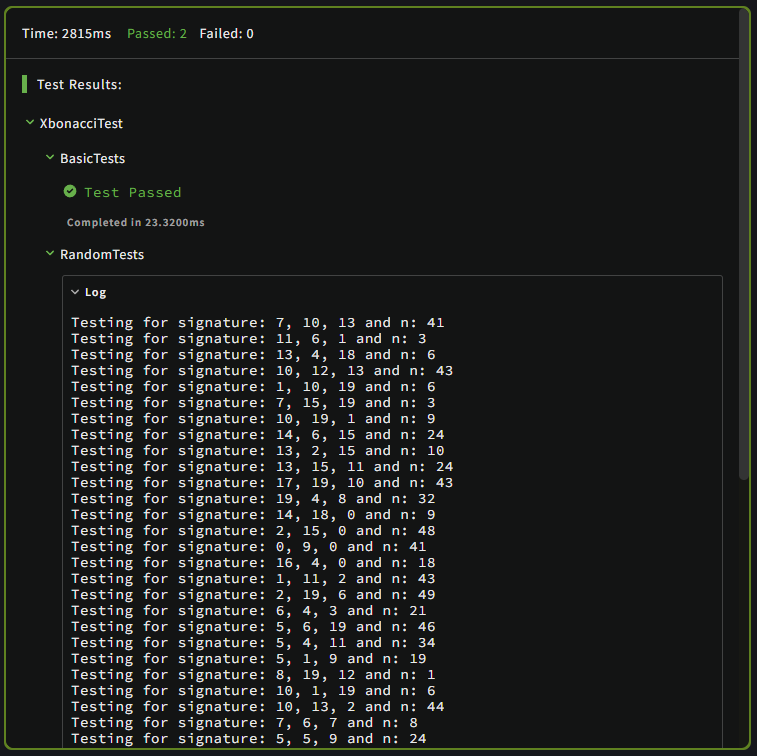 Time: 2815ms Passed: 2 Failed: 0
Test Results:
XbonacciTest
BasicTests
Test Passed
Completed in 23.3200ms
RandomTests
Log
Testing for signature: 7, 10, 13 and n: 41
Testing for signature: 11, 6, 1 and n: 3
Testing for signature: 13, 4, 18 and n: 6
Testing for signature: 10, 12, 13 and n: 43
Testing for signature: 1, 10, 19 and n: 6
Testing for signature: 7, 15, 19 and n: 3
Testing for signature: 10, 19, 1 and n: 9
Testing for signature: 14, 6, 15 and n: 24
Testing for signature: 13, 2, 15 and n: 10
Testing for signature: 13, 15, 11 and n: 24
Testing for signature: 17, 19, 10 and n: 43
Testing for signature: 19, 4, 8 and n: 32
Testing for signature: 14, 18, 0 and n: 9
Testing for signature: 2, 15, 0 and n: 48
Testing for signature: 0, 9, 0 and n: 41
Testing for signature: 16, 4, 0 and n: 18
Testing for signature: 1, 11, 2 and n: 43
Testing for signature: 2, 19, 6 and n: 49
Testing for signature: 6, 4, 3 and n: 21
Testing for signature: 5, 6, 19 and n: 46
Testing for signature: 5, 4, 11 and n: 34
Testing for signature: 5, 1, 9 and n: 19
Testing for signature: 8, 19, 12 and n: 1
Testing for signature: 10, 1, 19 and n: 6
Testing for signature: 10, 13, 2 and n: 44
Testing for signature: 7, 6, 7 and n: 8
Testing for signature: 5, 5, 9 and n: 24